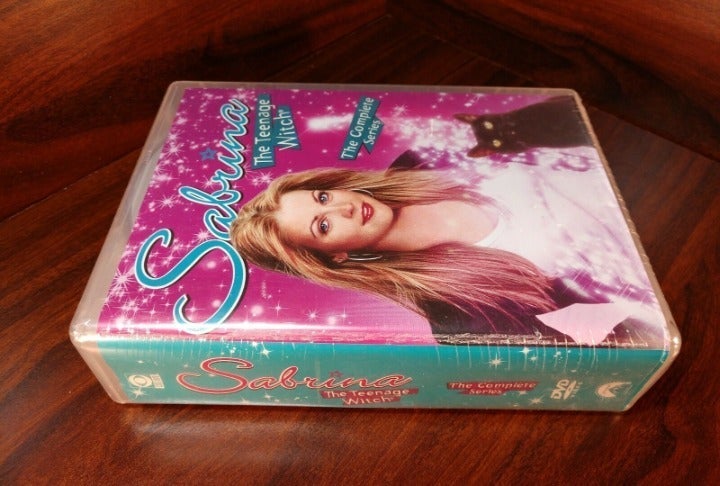 Sabrina
The Teenage
Witch
The Complete
Series
Sabrina
The Teenage
Witch
The Complete
Series
DVD